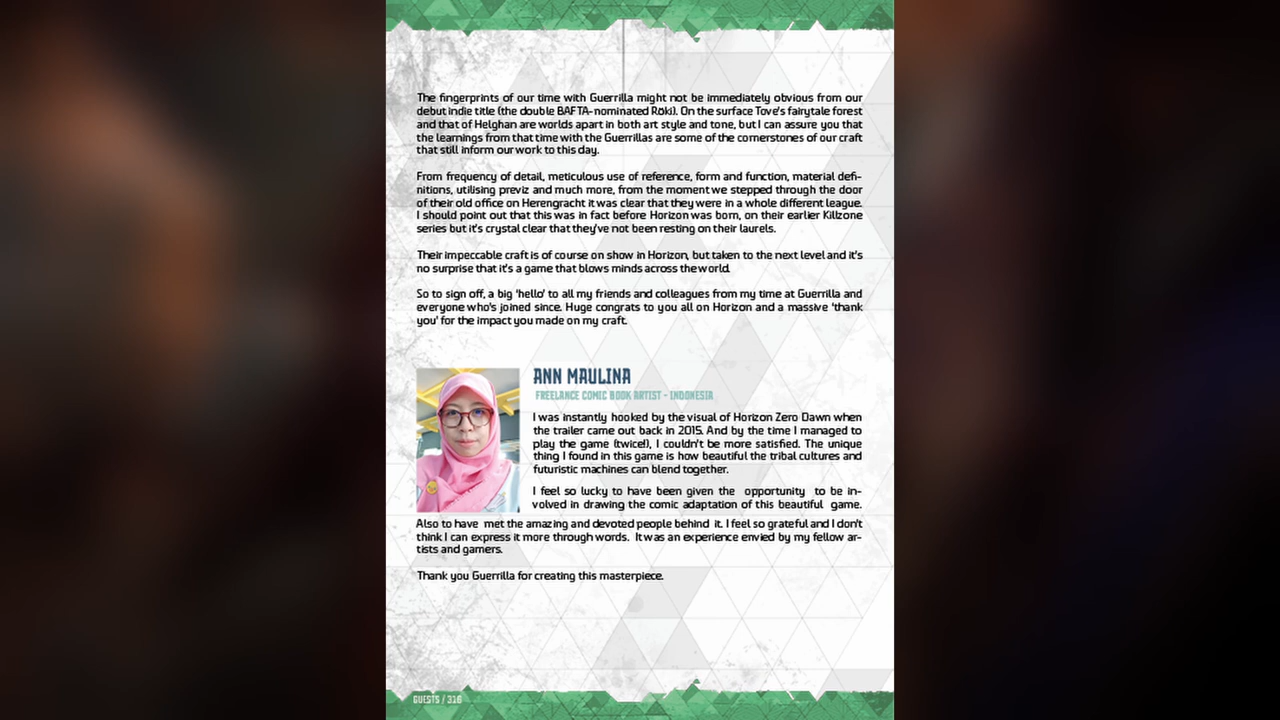 The fingerprints of our time with Guerrilla might not be immediately obvious from our
debut indie title (the double BAFTA-nominated Röki). On the surface Tove's fairytale forest
and that of Helghan are worlds apart in both art style and tone, but I can assure you that
the learnings from that time with the Guerrillas are some of the cornerstones of our craft
that still inform our work to this day.
From frequency of detail, meticulous use of reference, form and function, material defi-
nitions, utilising previz and much more, from the moment we stepped through the door
of their old office on Herengracht it was clear that they were in a whole different league.
I should point out that this was in fact before Horizon was born, on their earlier Killzone
series but it's crystal clear that they've not been resting on their laurels.
Their impeccable craft is of course on show in Horizon, but taken to the next level and it's
no surprise that it's a game that blows minds across the world.
So to sign off, a big 'hello' to all my friends and colleagues from my time at Guerrilla and
everyone who's joined since. Huge congrats to you all on Horizon and a massive 'thank
you' for the impact you made on my craft.
ANN MAULINA
FREELANCE COMIC BOOK ARTIST - INDONESIA
I was instantly hooked by the visual of Horizon Zero Dawn when
the trailer came out back in 2015. And by the time I managed to
play the game (twice!), I couldn't be more satisfied. The unique
thing I found in this game is how beautiful the tribal cultures and
futuristic machines can blend together.
I feel so lucky to have been given the opportunity to be in-
volved in drawing the comic adaptation of this beautiful game.
Also to have met the amazing and devoted people behind it. I feel so grateful and I don't
think I can express it more through words. It was an experience envied by my fellow ar-
tists and gamers.
Thank you Guerrilla for creating this masterpiece.
GUESTS / 316